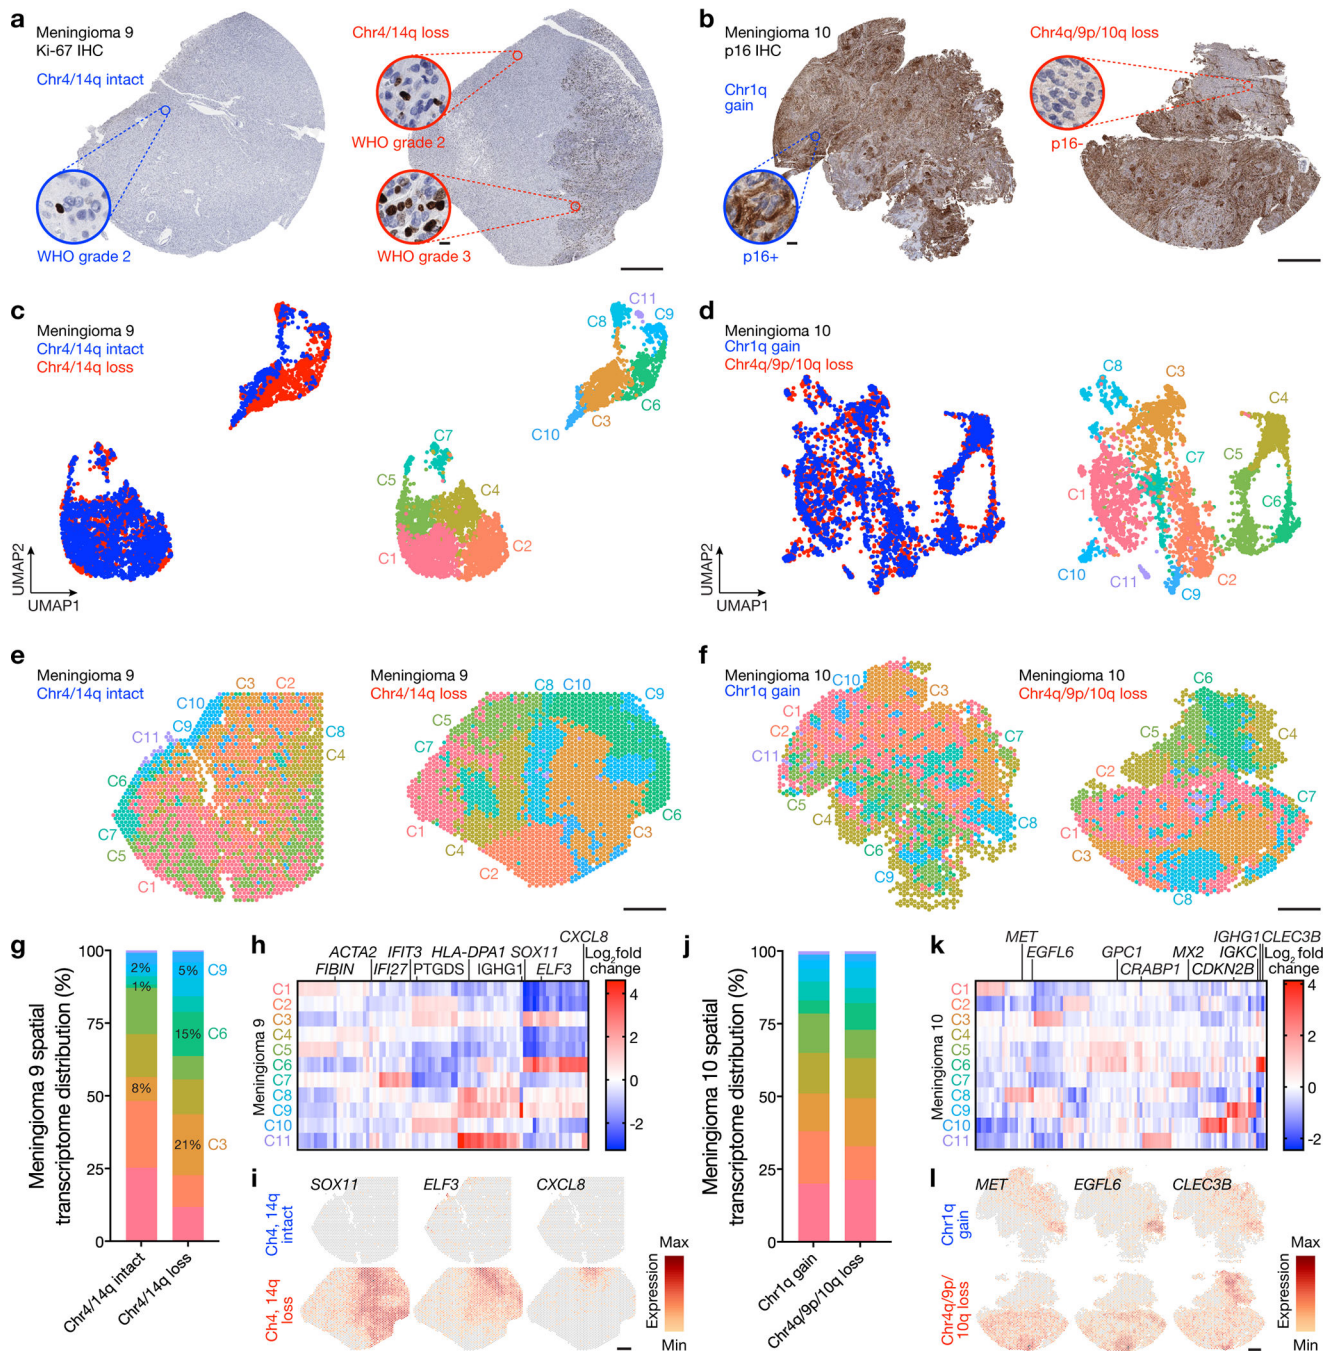 a
Meningioma 9
Ki-67 IHC
Chr4/14q intact
WHO grade 2
Chr4/14q loss
WHO grade 2
WHO grade 3
b
Meningioma 10
p16 IHC
Chr1q
gain
p16+
Chr4q/9p/10q loss
p16-
c
Meningioma 9
Chr4/14q intact
Chr4/14q loss
UMAP2
UMAP1
C11
C8
C9
C6
C3
C10
C7
C5
C4
C2
C1
d
Meningioma 10
Chr1q gain
Chr4q/9p/10q loss
UMAP2
UMAP1
C8
C3
C4
C7
C5
C1
C6
C10
C11
C9
C2
e
Meningioma 9
Chr4/14q intact
C3
C2
C10
C9
C11
C8
C4
C6
C7
C5
C1
Meningioma 9
Chr4/14q loss
C8
C10
C9
C5
C7
C1
C4
C2
C3
C6
f
Meningioma 10
Chr1q gain
C10
C3
C1
C2
C11
C7
C5
C4
C8
C6
C9
Meningioma 10
Chr4q/9p/10q loss
C6
C5
C4
C2
C7
C1
C3
C8
g
Meningioma 9 spatial
transcriptome distribution (%)
100
75
50
25
0
2%
1%
8%
5%
15%
21%
C9
C6
C3
Chr4/14q intact
Chr4/14q loss
h
CXCL8
ACTA2 IFIT3 HLA-DPA1 SOX11
FIBIN IFI27 PTGDS IGHG1 ELF3
Log2fold
change
Meningioma 9
C1
C2
C3
C4
C5
C6
C7
C8
C9
C10
C11
4
2
0
-2
i
SOX11 ELF3 CXCL8
Ch4, 14q
intact
Ch4, 14q
loss
Max
Expression
Min
j
Meningioma 10 spatial
transcriptome distribution (%)
100
75
50
25
0
Chr1q gain
Chr4q/9p/10q loss
k
IGHG1 CLEC3B
MET EGFL6 GPC1 MX2 IGKC
CRABP1 CDKN2B
Log2fold
change
Meningioma 10
C1
C2
C3
C4
C5
C6
C7
C8
C9
C10
C11
4
2
0
-2
l
MET EGFL6 CLEC3B
Chr1q
gain
Chr4q/9p/
10q loss
Max
Expression
Min